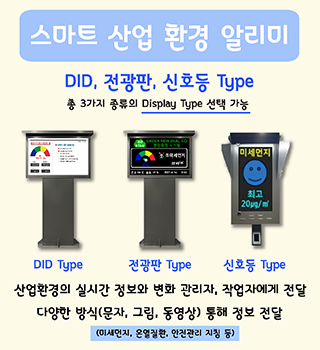 스마트 산업 환경 알리미
DID, 전광판, 신호등 Type
총 3가지 종류의 Display Type 선택 가능
미세먼지
최고
20㎍/㎥
DID Type
전광판 Type
신호등 Type
산업환경의 실시간 정보와 변화 관리자, 작업자에게 전달
다양한 방식(문자, 그림, 동영상) 통해 정보 전달
(미세먼지, 온열질환, 안전관리 지침 등)